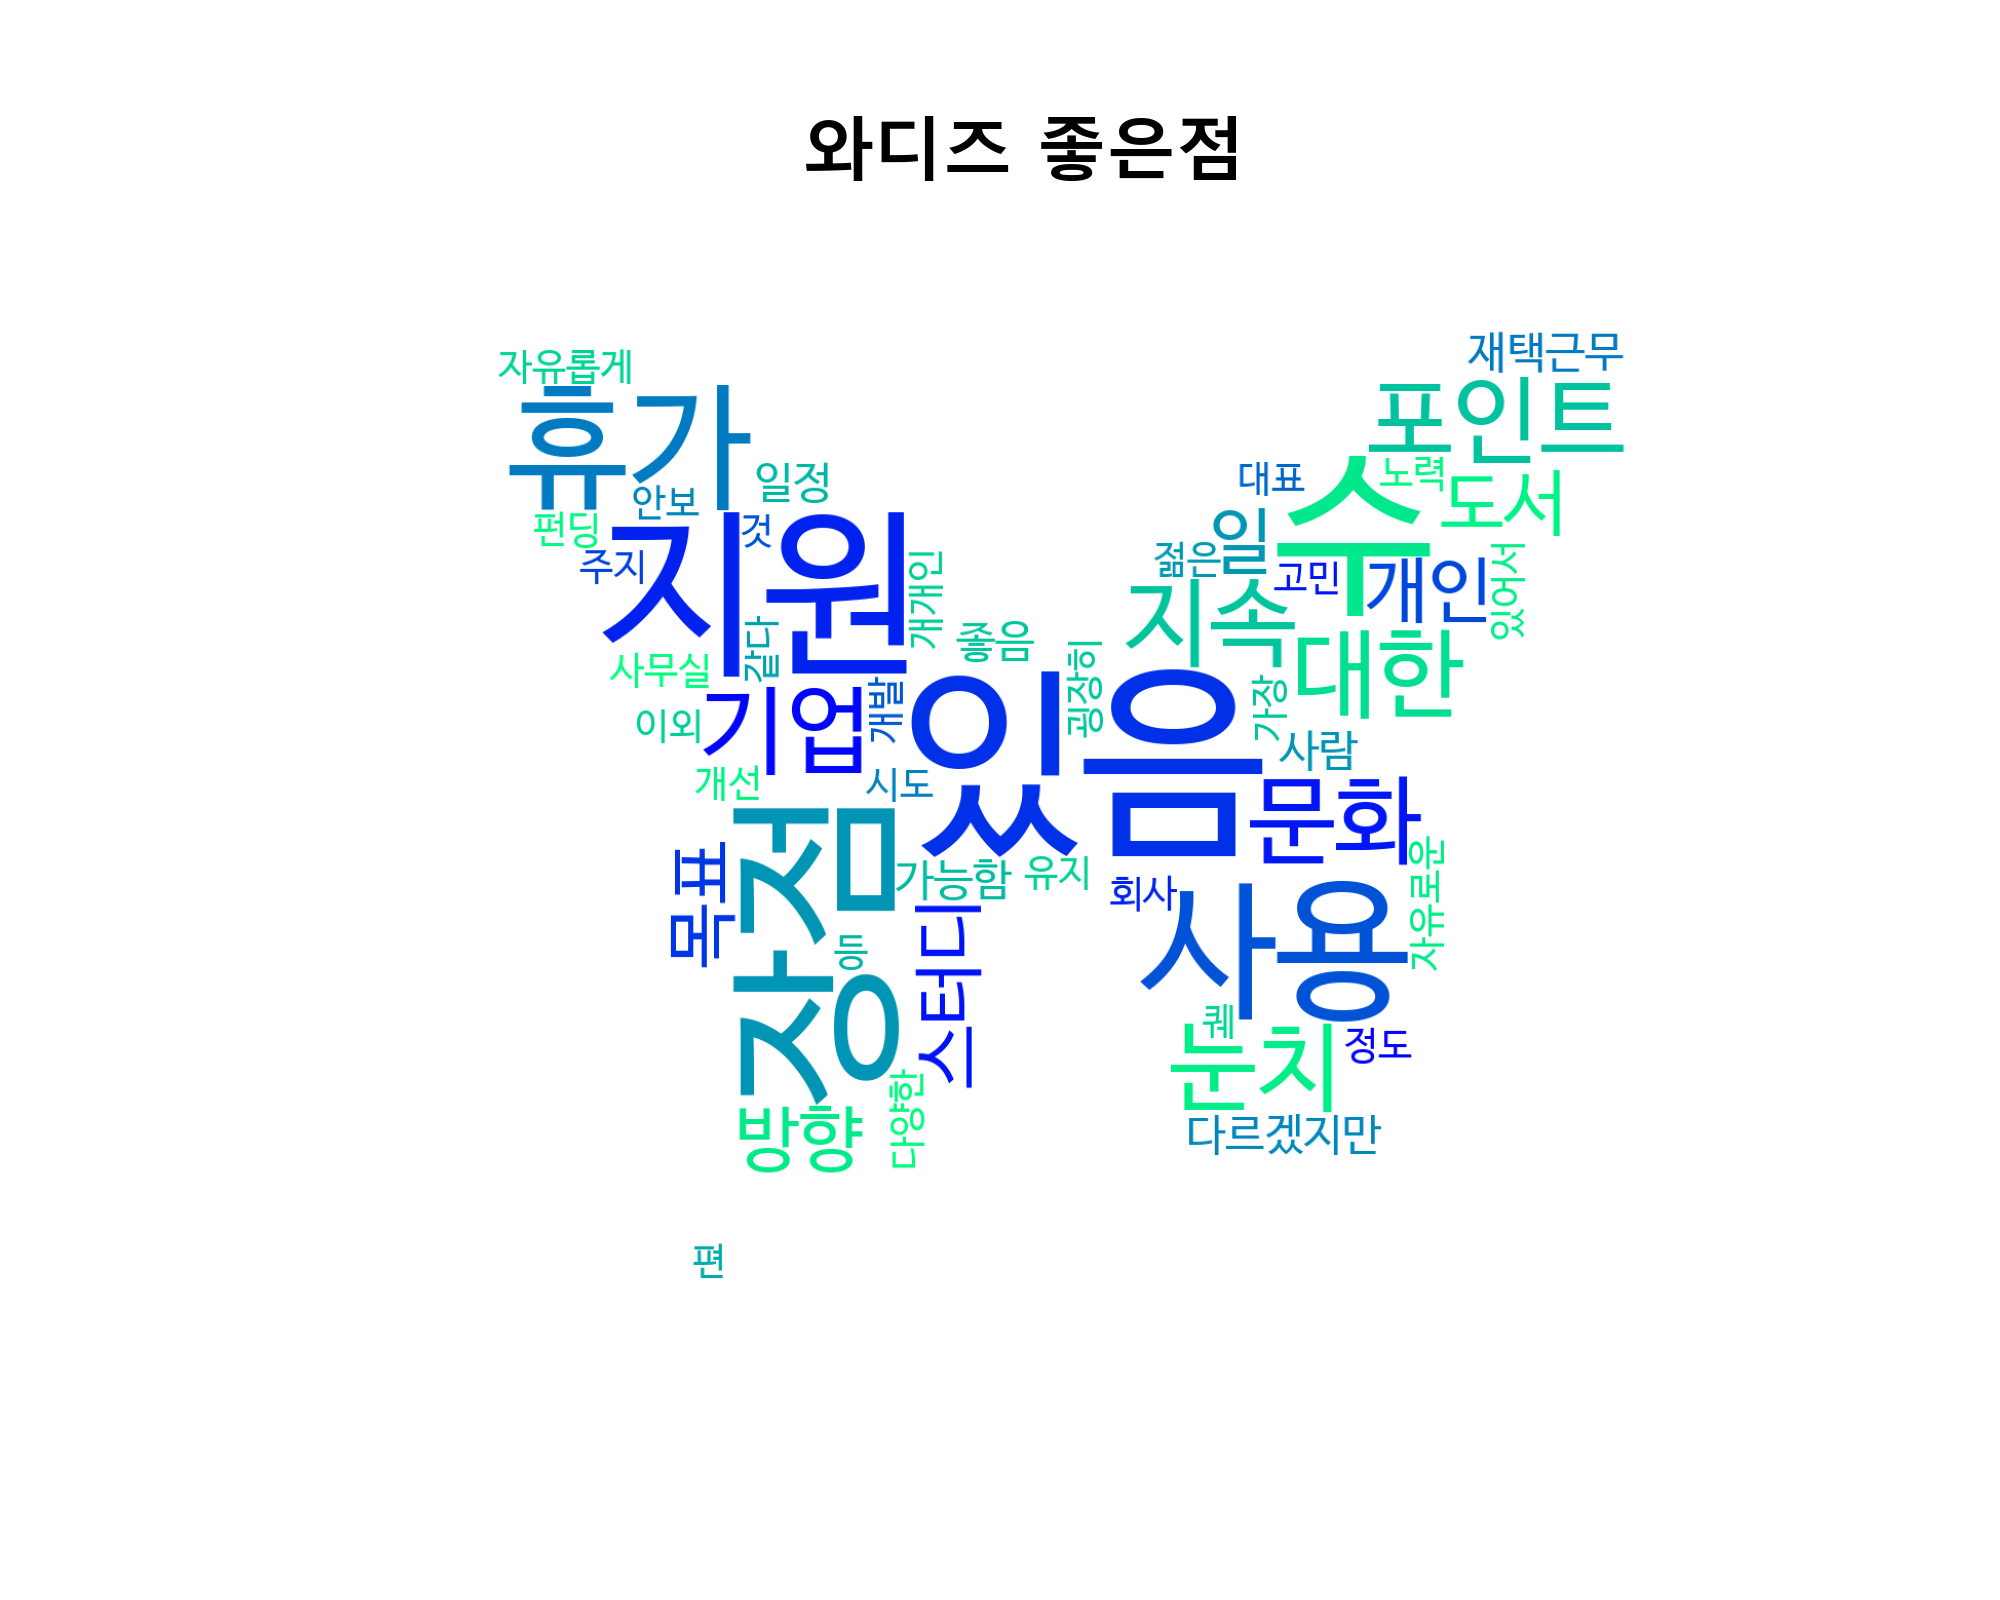 와디즈 좋은점
재택근무
자유롭게
휴가
포인트
일정
대표
수
노력
도서
안보
펀딩
것
주지
지원
일
젊은
고민
개인
있어서
개개인
지속
좋음
같다
사무실
굉장히
대한
가장
이외
기업
개발
있음
사람
개선
시도
문화
목표
장점
가능함
유지
회사
자유로운
등
스터디
사용
퀘
눈치
정도
다양한
방향
다르겠지만
편